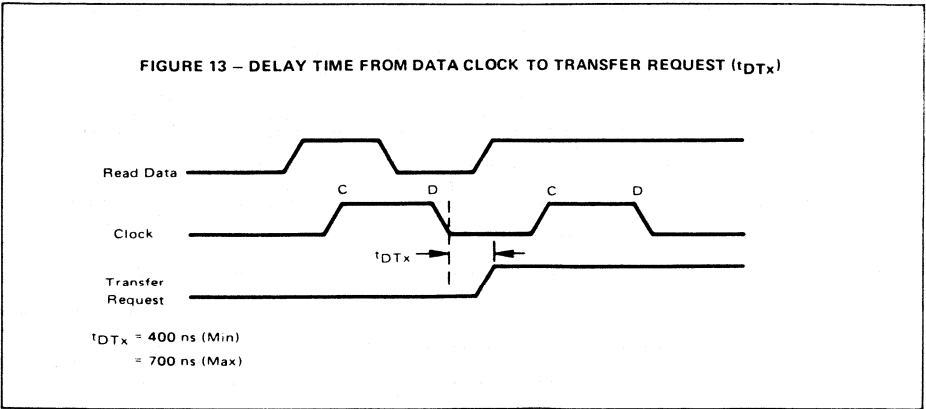 FIGURE 13 – DELAY TIME FROM DATA CLOCK TO TRANSFER REQUEST (tDTx)
Read Data
C D C D
Clock
tDTx
Transfer
Request
tDTx = 400 ns (Min)
= 700 ns (Max)